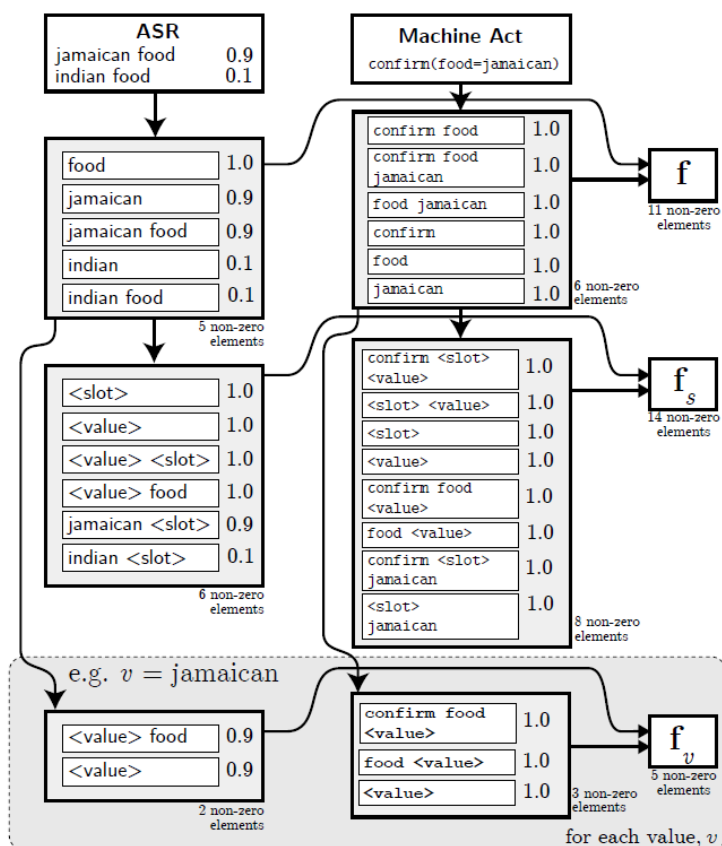 ASR
jamaican food 0.9
indian food 0.1
Machine Act
confirm(food=jamaican)
food 1.0
jamaican 0.9
jamaican food 0.9
indian 0.1
indian food 0.1
5 non-zero
elements
confirm food 1.0
confirm food
jamaican 1.0
food jamaican 1.0
confirm 1.0
food 1.0
jamaican 1.0
6 non-zero
elements
f
11 non-zero
elements
<slot> 1.0
<value> 1.0
<value> <slot> 1.0
<value> food 1.0
jamaican <slot> 0.9
indian <slot> 0.1
6 non-zero
elements
confirm <slot>
<value> 1.0
<slot> <value> 1.0
<slot> 1.0
<value> 1.0
confirm food
<value> 1.0
food <value> 1.0
confirm <slot>
jamaican 1.0
<slot>
jamaican 1.0
8 non-zero
elements
f_s
14 non-zero
elements
e.g. v = jamaican
<value> food 0.9
<value> 0.9
2 non-zero
elements
confirm food
<value> 1.0
food <value> 1.0
<value> 1.0
3 non-zero
elements
f_v
5 non-zero
elements
for each value, v